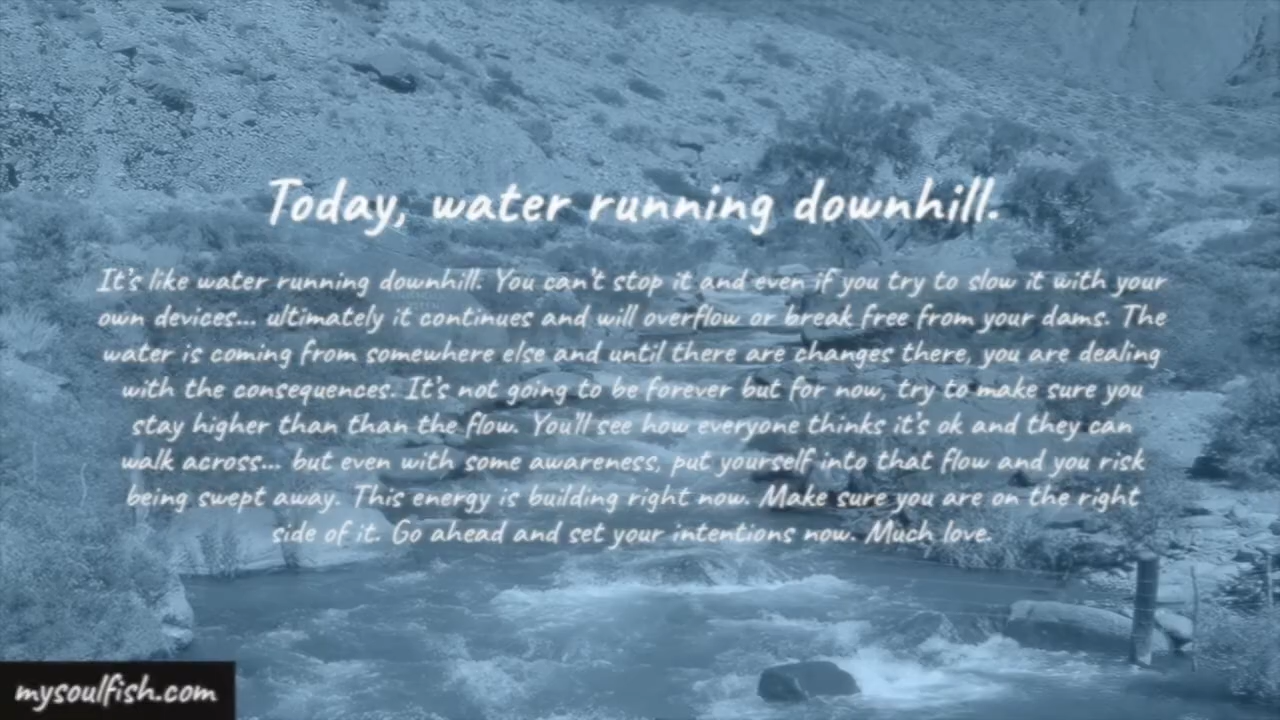 Today, water running downhill.
It's like water running downhill. You can't stop it and even if you try to slow it with your
own devices... ultimately it continues and will overflow or break free from your dams. The
water is coming from somewhere else and until there are changes there, you are dealing
with the consequences. It's not going to be forever but for now, try to make sure you
stay higher than than the flow. You'll see how everyone thinks it's ok and they can
walk across... but even with some awareness, put yourself into that flow and you risk
being swept away. This energy is building right now. Make sure you are on the right
side of it. Go ahead and set your intentions now. Much love.
mysoulfish.com